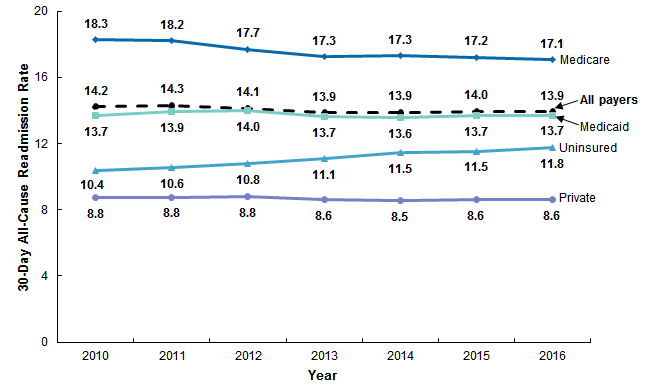 20
18.3 18.2 17.7 17.3 17.3 17.2 17.1
Medicare
16
14.2 14.3 14.1 13.9 13.9 14.0 13.9
All payers
13.7 13.9 14.0 13.7 13.6 13.7 13.7
Medicaid
12
Uninsured
10.4 10.6 10.8 11.1 11.5 11.5 11.8
Private
8
8.8 8.8 8.8 8.6 8.5 8.6 8.6
4
0
30-Day All-Cause Readmission Rate
2010 2011 2012 2013 2014 2015 2016
Year